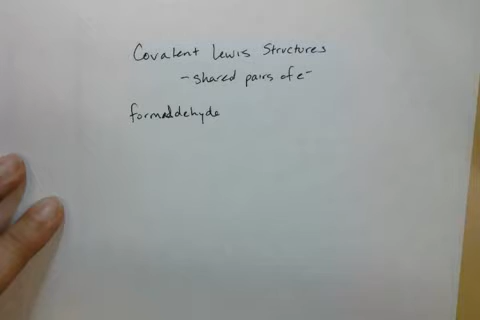 Covalent Lewis Structures
- shared pairs of e-
formaldehyde